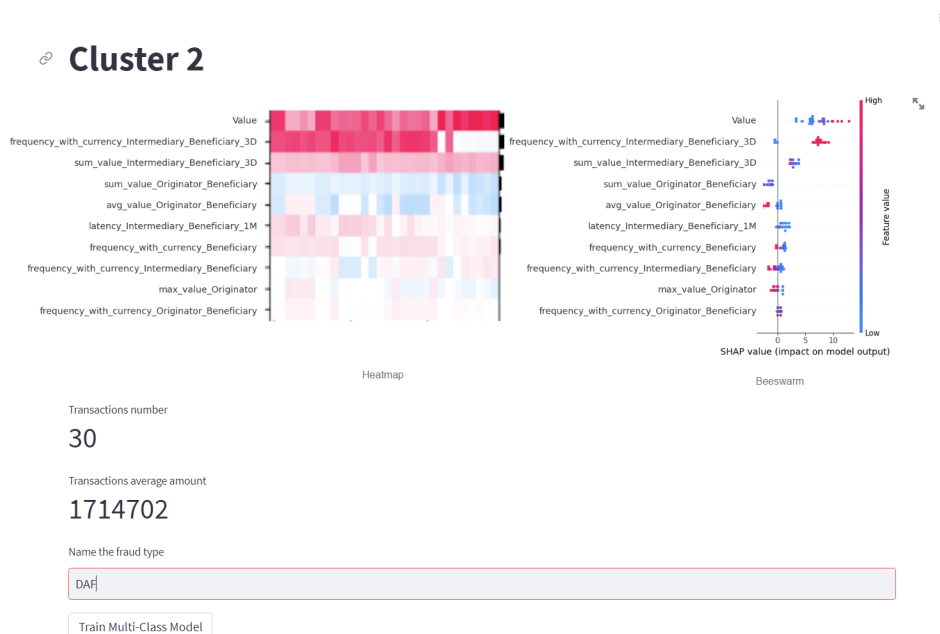 Cluster 2
Value
frequency_with_currency_Intermediary_Beneficiary_3D
sum_value_Intermediary_Beneficiary_3D
sum_value_Originator_Beneficiary
avg_value_Originator_Beneficiary
latency_Intermediary_Beneficiary_1M
frequency_with_currency_Beneficiary
frequency_with_currency_Intermediary_Beneficiary
max_value_Originator
frequency_with_currency_Originator_Beneficiary
Heatmap
Value
frequency_with_currency_Intermediary_Beneficiary_3D
sum_value_Intermediary_Beneficiary_3D
sum_value_Originator_Beneficiary
avg_value_Originator_Beneficiary
latency_Intermediary_Beneficiary_1M
frequency_with_currency_Beneficiary
frequency_with_currency_Intermediary_Beneficiary
max_value_Originator
frequency_with_currency_Originator_Beneficiary
High
Feature value
Low
0 5 10
SHAP value (impact on model output)
Beeswarm
Transactions number
30
Transactions average amount
1714702
Name the fraud type
DAF
Train Multi-Class Model